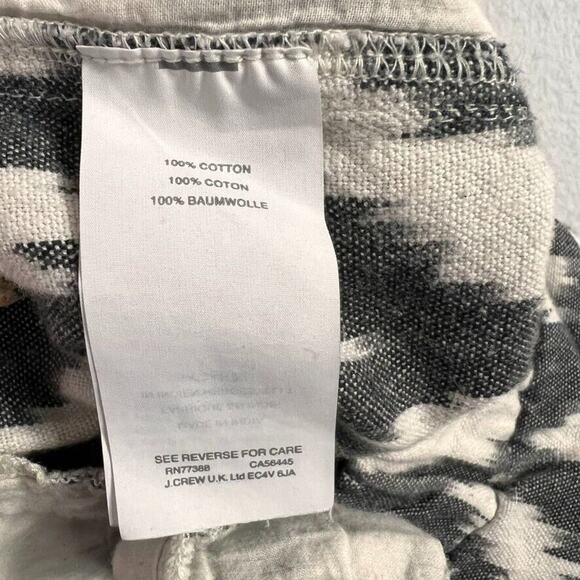 100% COTTON
100% COTON
100% BAUMWOLLE
SEE REVERSE FOR CARE
RN77388 CA56445
J.CREW U.K. Ltd EC4V 6JA